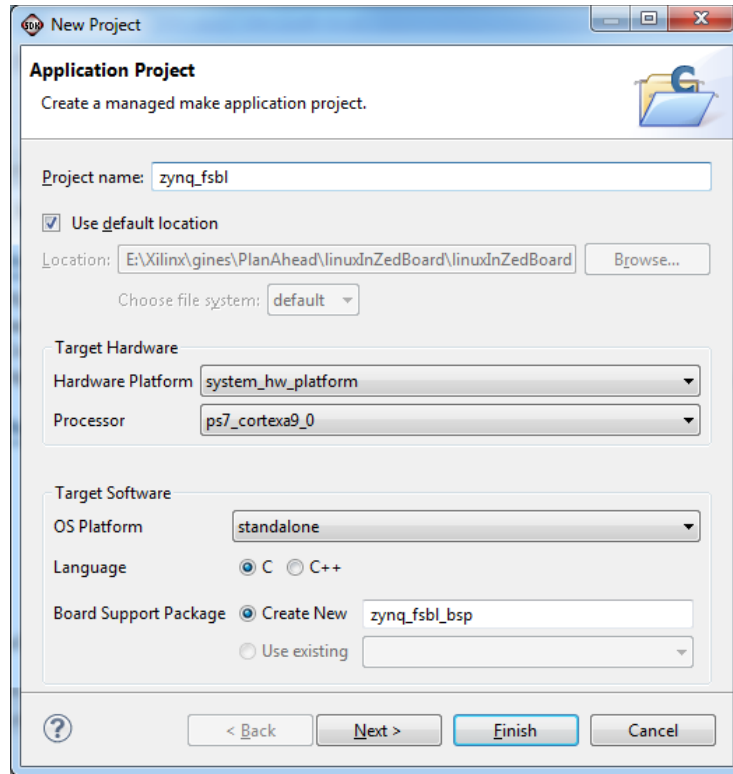 SDK New Project
Application Project
Create a managed make application project.
C
Project name: zynq_fsbl
Use default location
Location: E:\Xilinx\gines\PlanAhead\linuxInZedBoard\linuxInZedBoard Browse...
Choose file system: default
Target Hardware
Hardware Platform system_hw_platform
Processor ps7_cortexa9_0
Target Software
OS Platform standalone
Language C C++
Board Support Package Create New zynq_fsbl_bsp
Use existing
? < Back Next > Finish Cancel